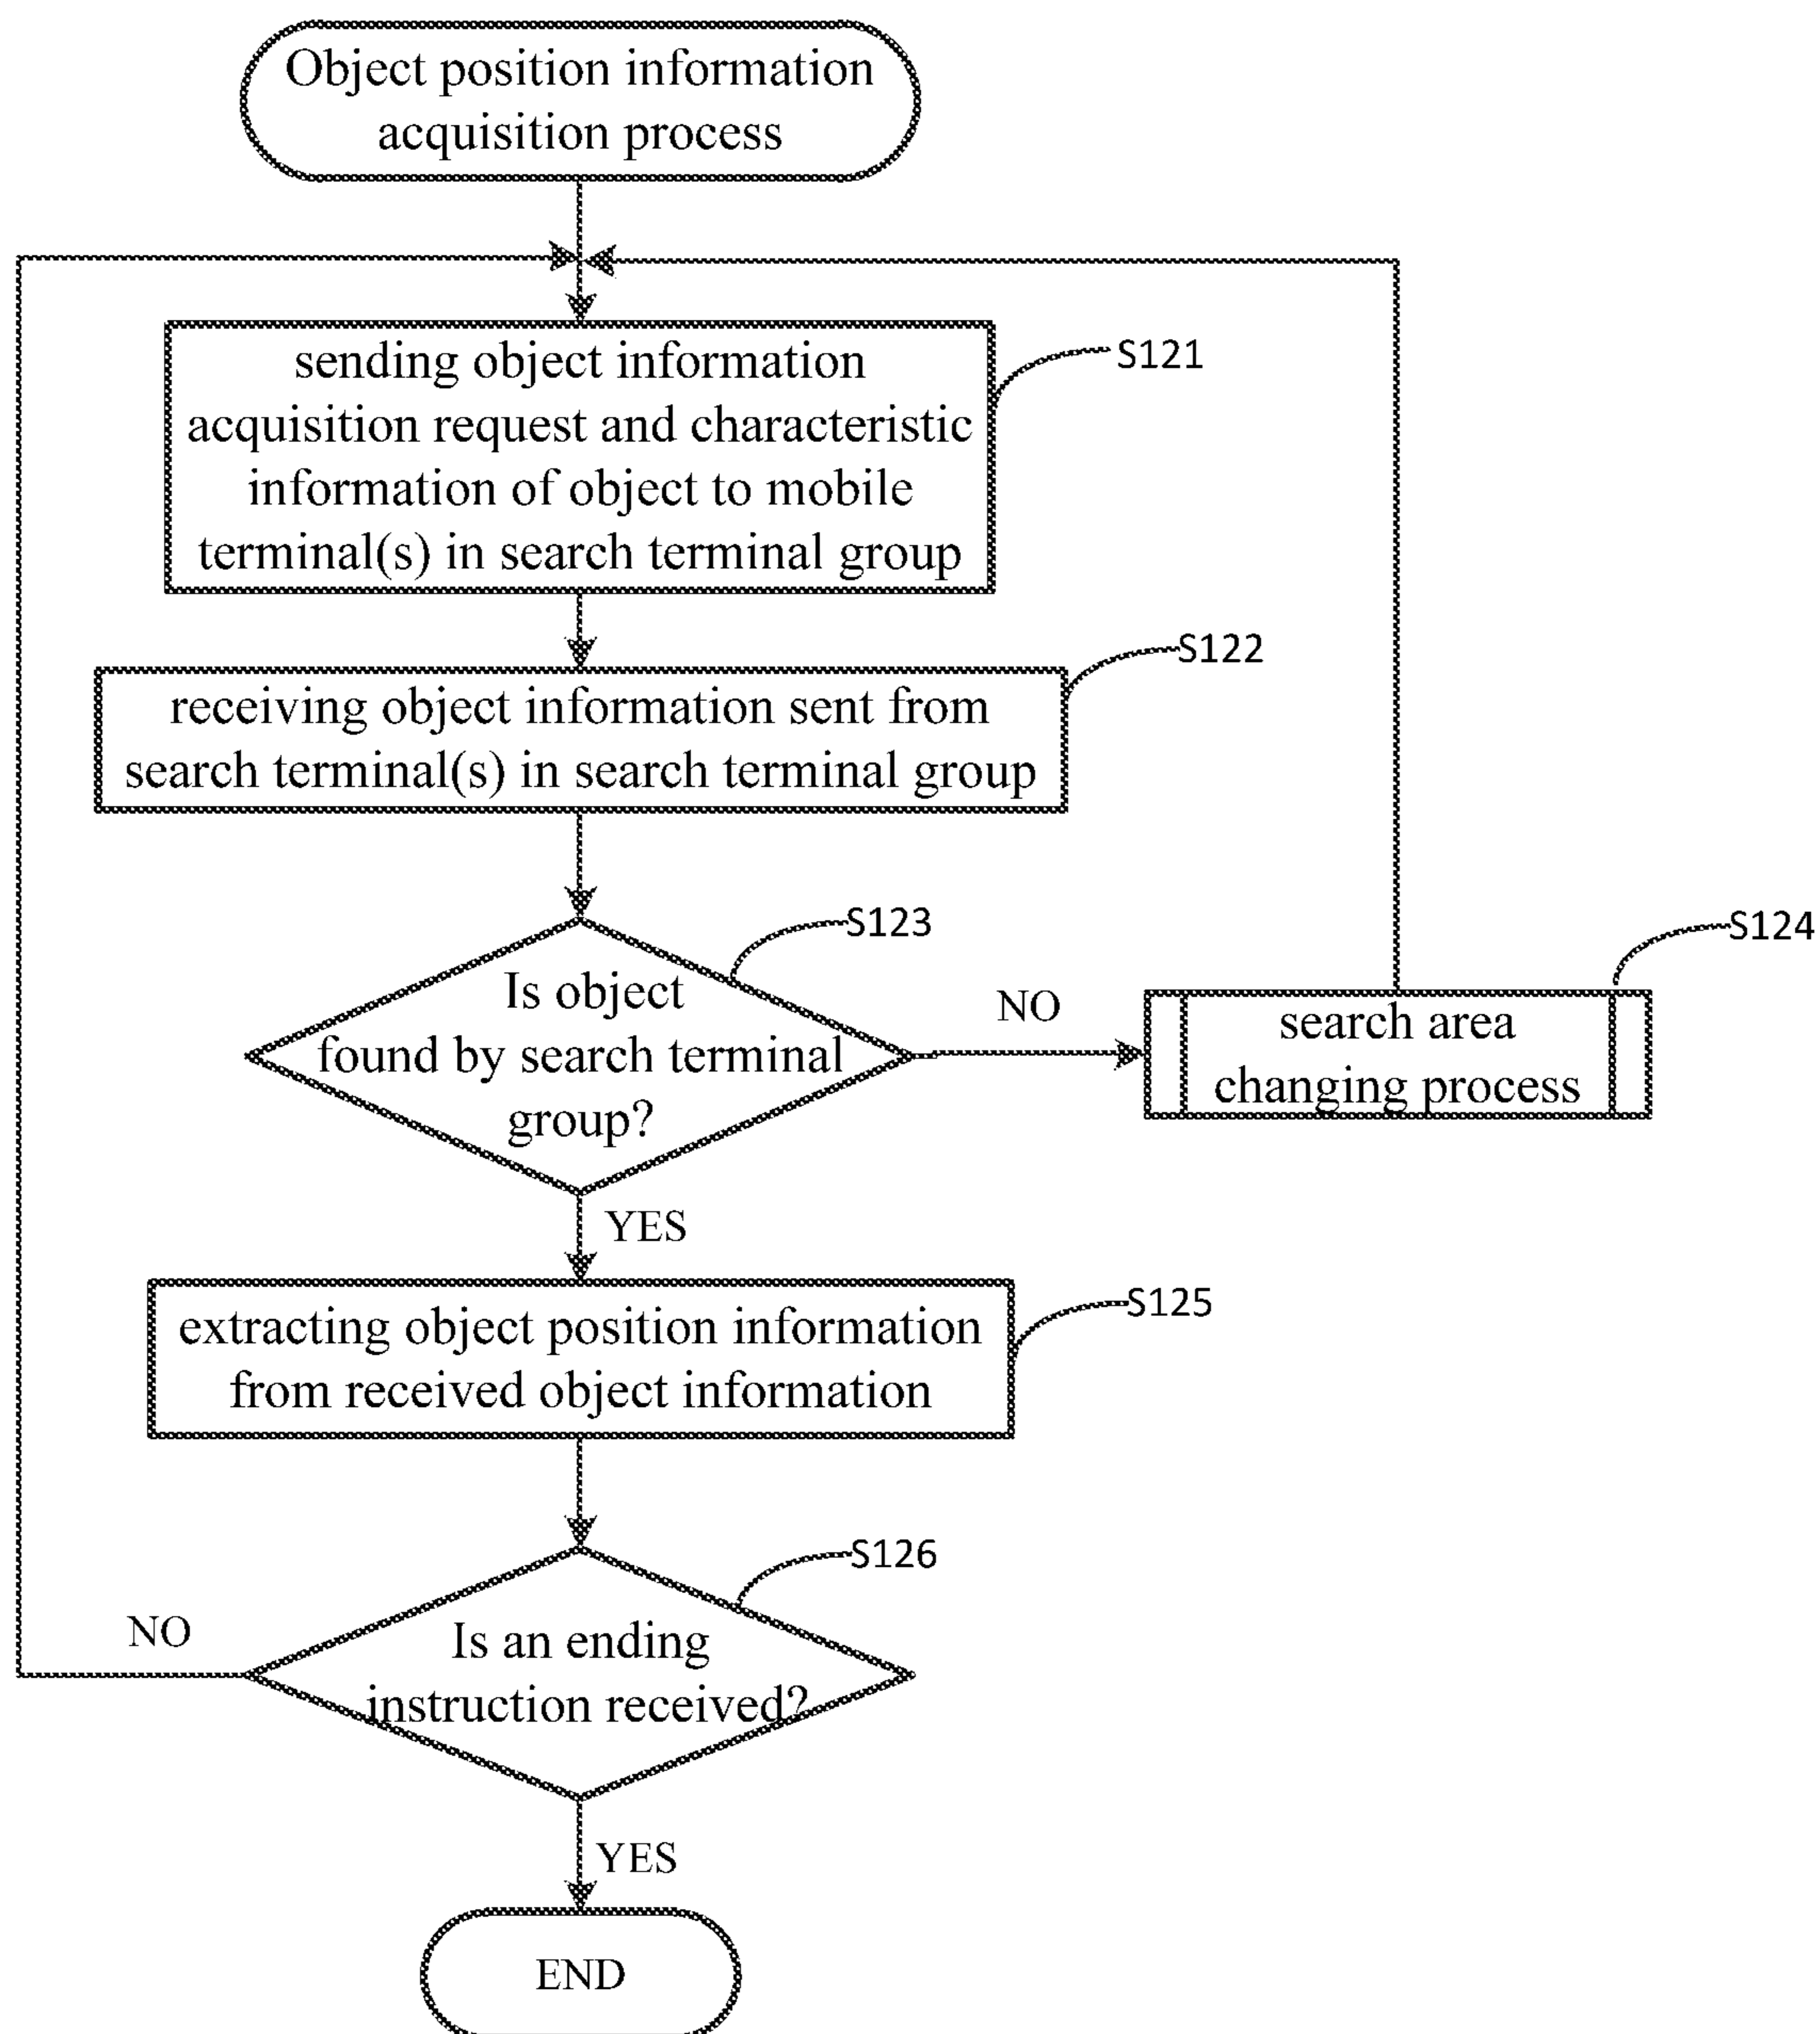 Object position information
acquisition process
sending object information
acquisition request and characteristic
information of object to mobile
terminal(s) in search terminal group
S121
receiving object information sent from
search terminal(s) in search terminal group
S122
Is object
found by search terminal
group?
S123
NO
search area
changing process
S124
YES
extracting object position information
from received object information
S125
Is an ending
instruction received?
S126
NO
YES
END